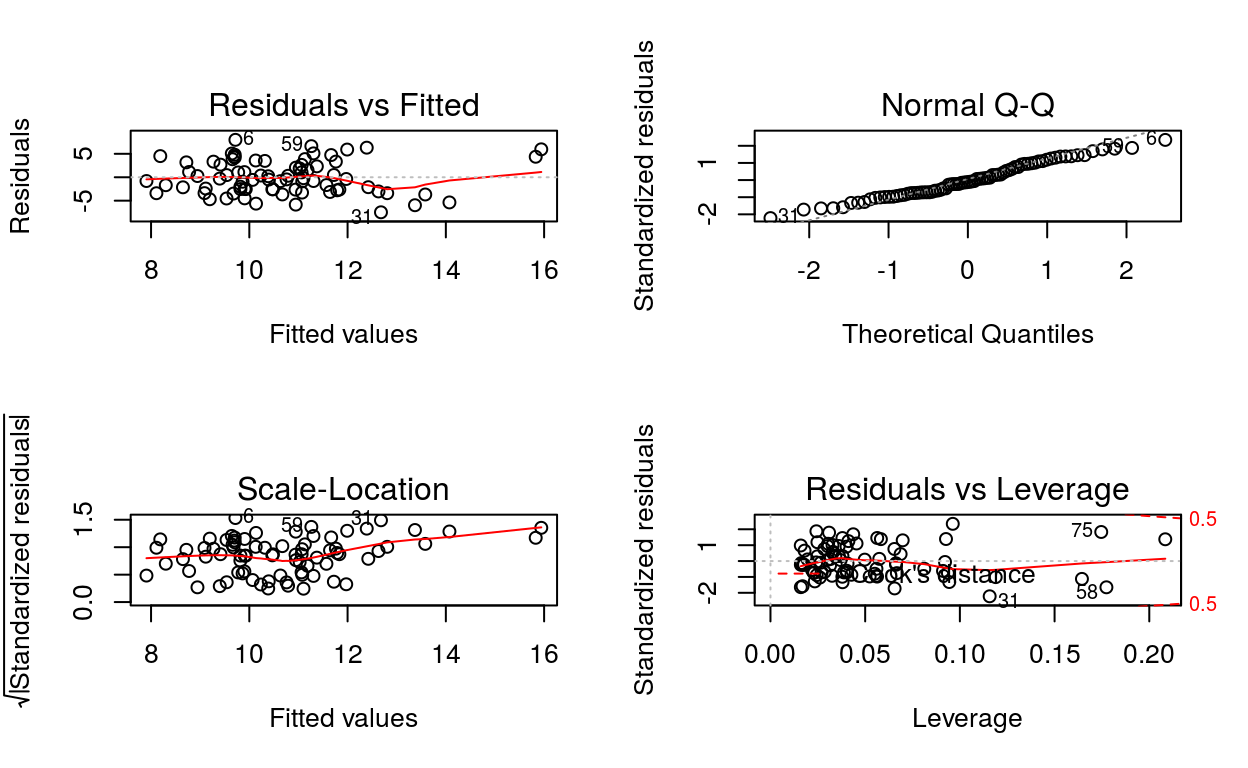 Residuals vs Fitted
Residuals
5
-5
6
59
31
8 10 12 14 16
Fitted values
Normal Q-Q
Standardized residuals
1
-2
59
6
31
-2 -1 0 1 2
Theoretical Quantiles
Scale-Location
√|Standardized residuals|
1.5
0.0
6
59
31
8 10 12 14 16
Fitted values
Residuals vs Leverage
Standardized residuals
1
-2
75
0.5
k's distance
58
31
0.5
0.00 0.05 0.10 0.15 0.20
Leverage